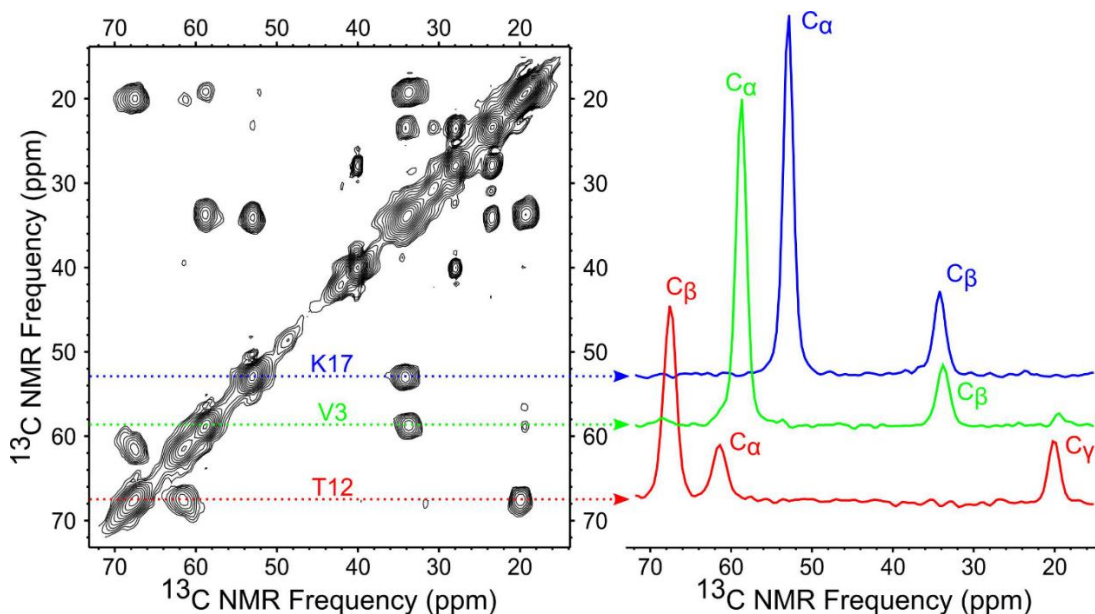 70 60 50 40 30 20
20
30
40
50
60
70
13C NMR Frequency (ppm)
K17
V3
T12
70 60 50 40 30 20
13C NMR Frequency (ppm)
Cα
Cα
Cβ
Cβ
Cβ
Cα
Cγ
70 60 50 40 30 20
13C NMR Frequency (ppm)